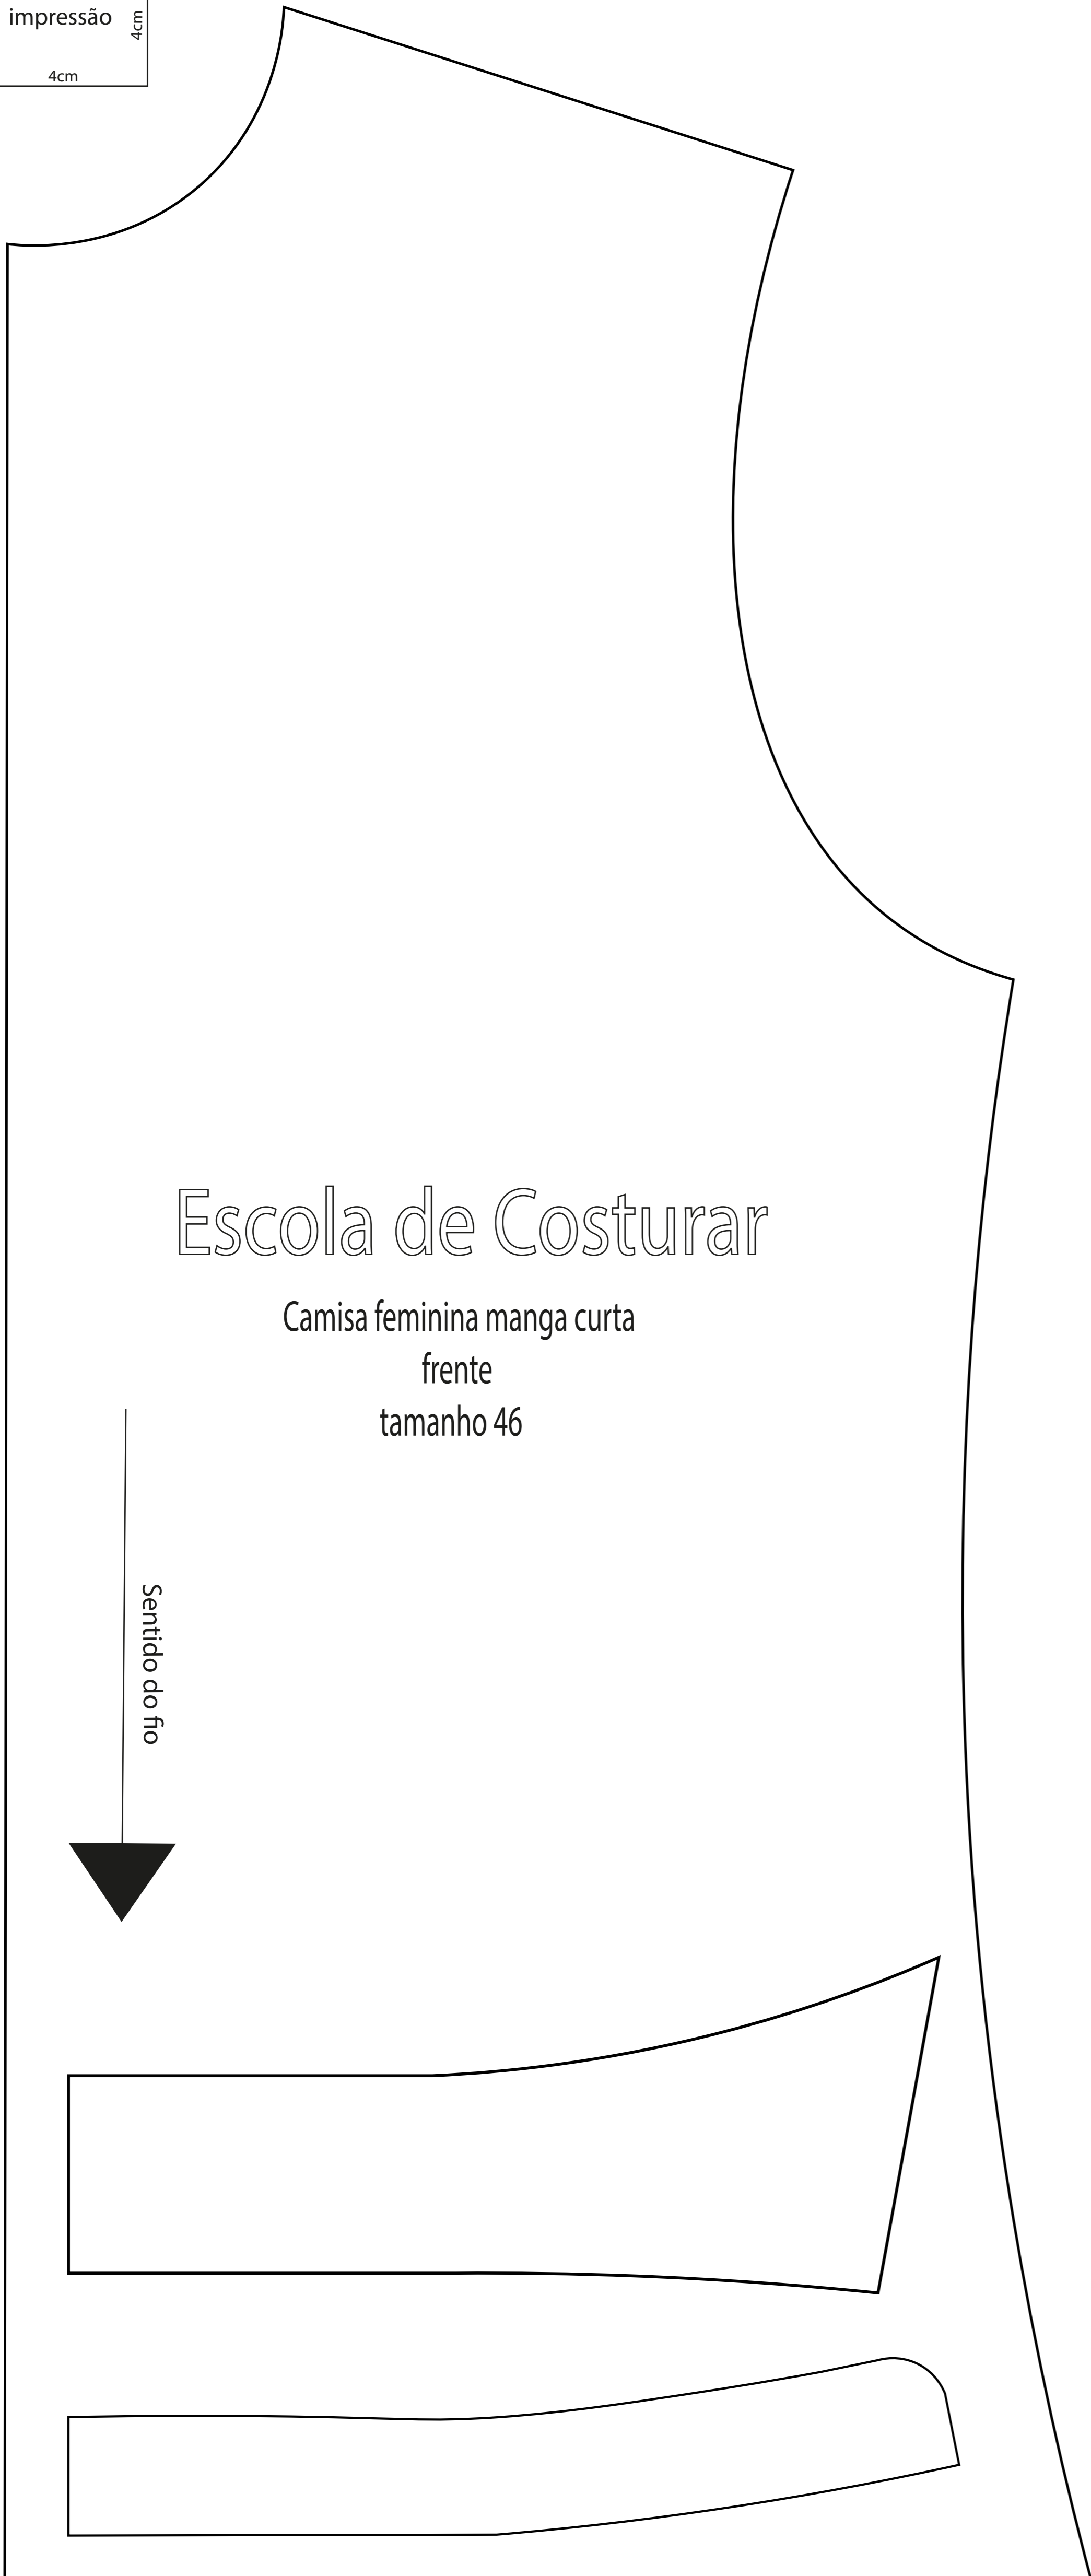 impressão
4cm
4cm
Escola de Costurar
Camisa feminina manga curta
frente
tamanho 46
Sentido do fio